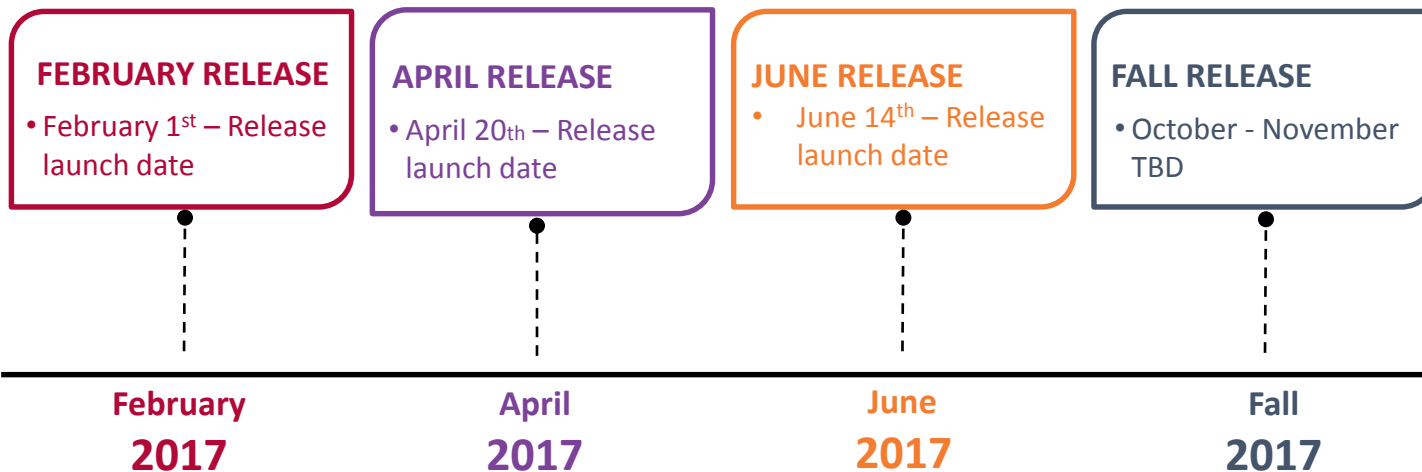 FEBRUARY RELEASE
• February 1st – Release
launch date
APRIL RELEASE
• April 20th – Release
launch date
JUNE RELEASE
• June 14th – Release
launch date
FALL RELEASE
• October - November
TBD
February
2017
April
2017
June
2017
Fall
2017